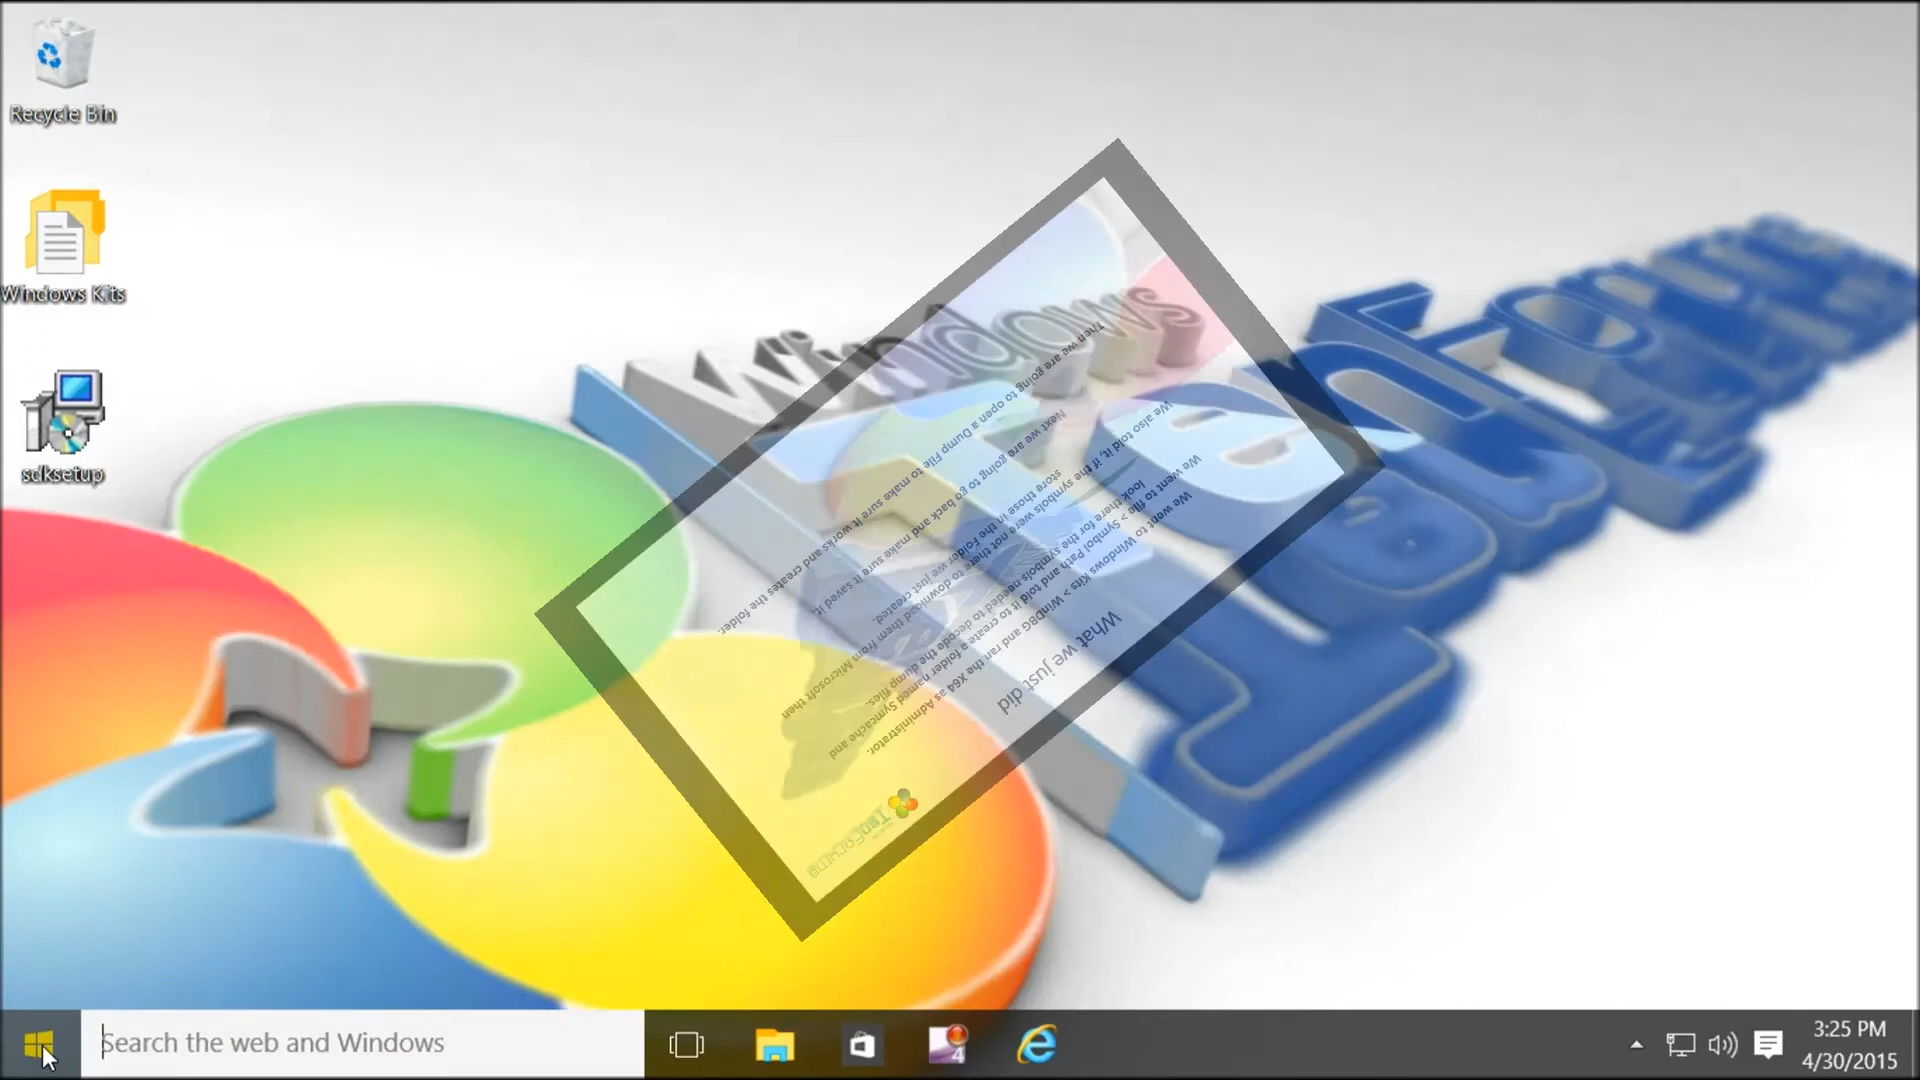 Recycle Bin
Windows Kits
sdksetup
Windows
TenForums
What we just did
We went to Windows Kits > WinDBG and ran the X64 as Administrator.
We went to file > Symbol Path and told it to create a folder named Symcache and
look there for the symbols needed to decode the dump files.
We also told it, if the symbols were not there to download them from Microsoft then
store those in the Folder we just created.
Next we are going to go back and make sure it saved it.
Then we are going to open a Dump File to make sure it works and creates the folder.
TenForums
Search the web and Windows
4
3:25 PM
4/30/2015